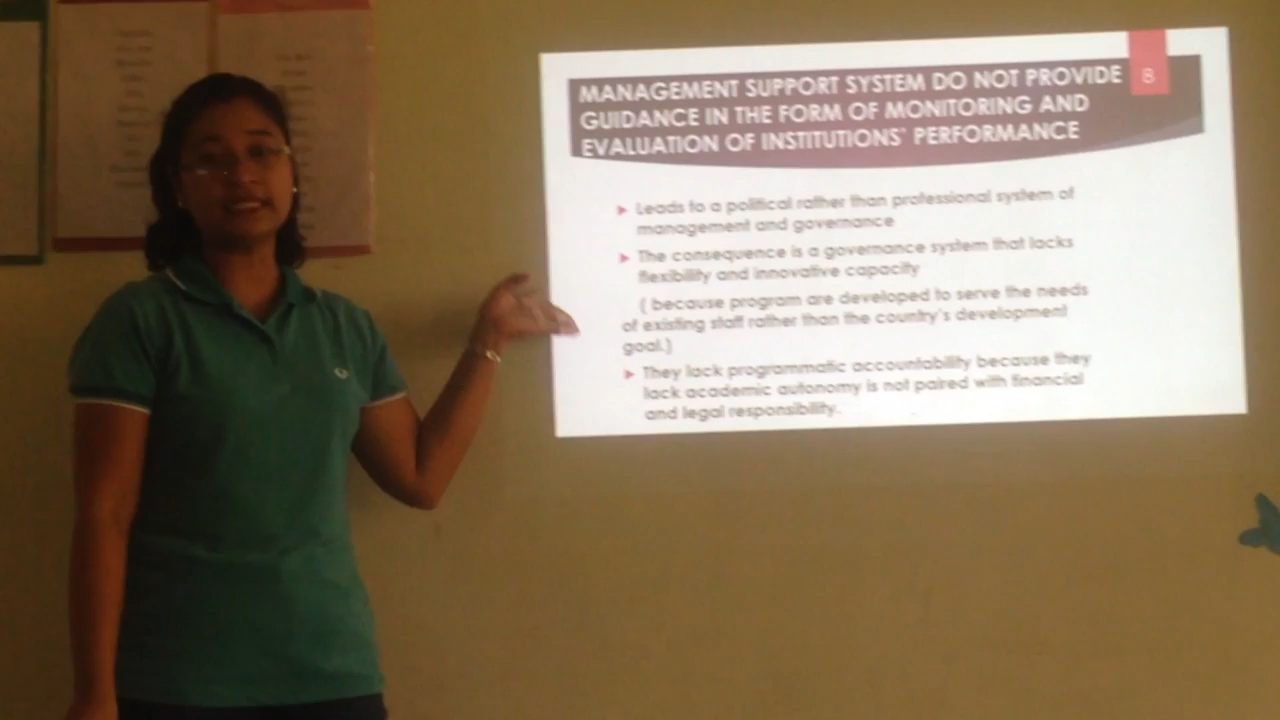 MANAGEMENT SUPPORT SYSTEM DO NOT PROVIDE
8
GUIDANCE IN THE FORM OF MONITORING AND
EVALUATION OF INSTITUTIONS' PERFORMANCE
Leads to a political rather than professional system of
management and governance
The consequence is a governance system that lacks
flexibility and innovative capacity
( because program are developed to serve the needs
of existing staff rather than the country's development
goal.)
They lack programmatic accountability because they
lack academic autonomy is not paired with financial
and legal responsibility.